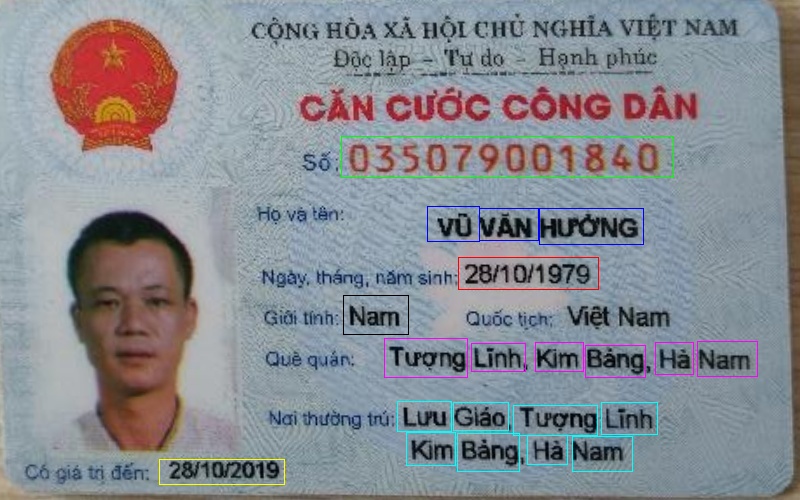 CỘNG HÒA XÃ HỘI CHỦ NGHĨA VIỆT NAM
Độc lập – Tự do – Hạnh phúc
CĂN CƯỚC CÔNG DÂN
Số: 035079001840
Họ và tên: VŨ VĂN HƯỞNG
Ngày, tháng, năm sinh: 28/10/1979
Giới tính: Nam Quốc tịch: Việt Nam
Quê quán: Tượng Lĩnh, Kim Bảng, Hà Nam
Nơi thường trú: Lưu Giáo, Tượng Lĩnh
Kim Bảng, Hà Nam
Có giá trị đến: 28/10/2019